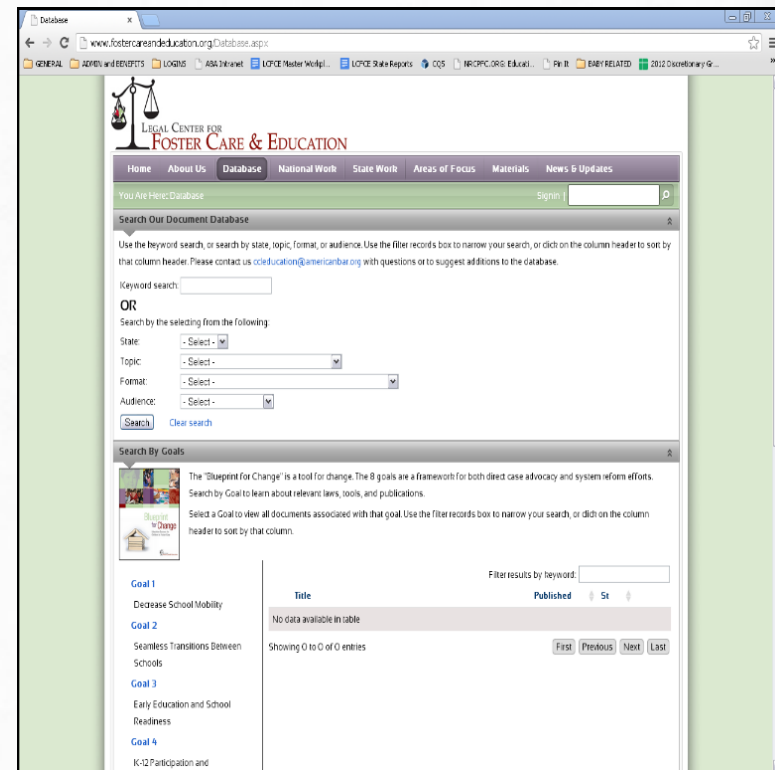 Database
www.fostercareandeducation.org/Database.aspx
GENERAL ADMIN and BENEFITS LOGINS ABA Intranet LCFCE Master Workpl... LCFCE State Reports CQ5 NRCPFC.ORG: Educati... Pin It BABY RELATED 2012 Discretionary Gr...
LEGAL CENTER FOR
FOSTER CARE & EDUCATION
Home About Us Database National Work State Work Areas of Focus Materials News & Updates
You Are Here: Database Signin |
Search Our Document Database
Use the keyword search, or search by state, topic, format, or audience. Use the filter records box to narrow your search, or click on the column header to sort by
that column header. Please contact us ccleducation@americanbar.org with questions or to suggest additions to the database.
Keyword search:
OR
Search by the selecting from the following:
State: - Select -
Topic: - Select -
Format: - Select -
Audience: - Select -
Search Clear search
Search By Goals
The "Blueprint for Change" is a tool for change. The 8 goals are a framework for both direct case advocacy and system reform efforts.
Search by Goal to learn about relevant laws, tools, and publications.
Select a Goal to view all documents associated with that goal. Use the filter records box to narrow your search, or click on the column
header to sort by that column.
Blueprint
for Change
Filter results by keyword:
Title Published St
No data available in table
Showing 0 to 0 of 0 entries First Previous Next Last
Goal 1
Decrease School Mobility
Goal 2
Seamless Transitions Between
Schools
Goal 3
Early Education and School
Readiness
Goal 4
K-12 Participation and